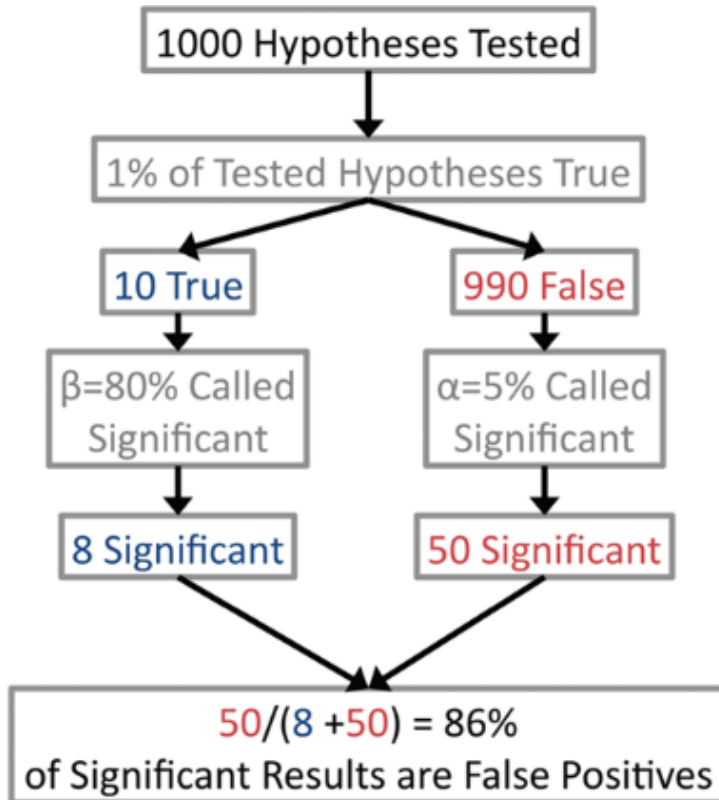 1000 Hypotheses Tested
1% of Tested Hypotheses True
10 True
990 False
β=80% Called
Significant
α=5% Called
Significant
8 Significant
50 Significant
50/(8 +50) = 86%
of Significant Results are False Positives